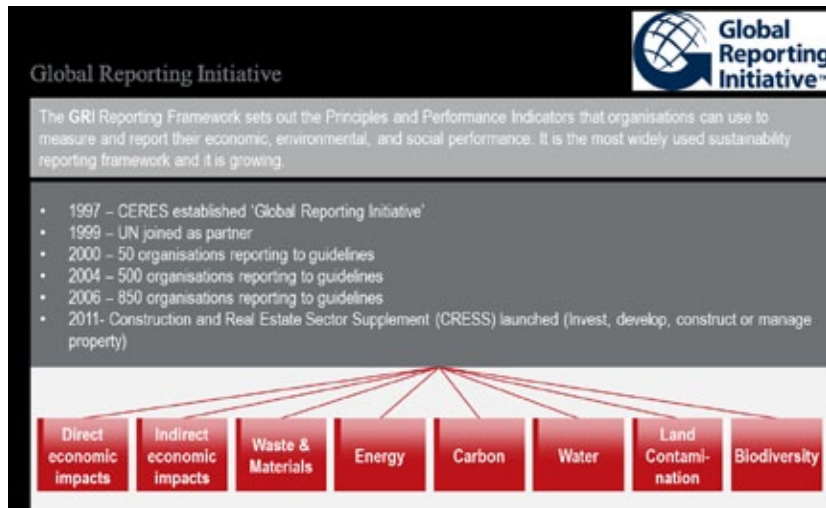 Global
Reporting
Initiative™
Global Reporting Initiative
The GRI Reporting Framework sets out the Principles and Performance Indicators that organisations can use to
measure and report their economic, environmental, and social performance. It is the most widely used sustainability
reporting framework and it is growing.
• 1997 – CERES established 'Global Reporting Initiative'
• 1999 – UN joined as partner
• 2000 – 50 organisations reporting to guidelines
• 2004 – 500 organisations reporting to guidelines
• 2006 – 850 organisations reporting to guidelines
• 2011- Construction and Real Estate Sector Supplement (CRESS) launched (Invest, develop, construct or manage
property)
Direct
economic
impacts
Indirect
economic
impacts
Waste &
Materials
Energy
Carbon
Water
Land
Contami-
nation
Biodiversity